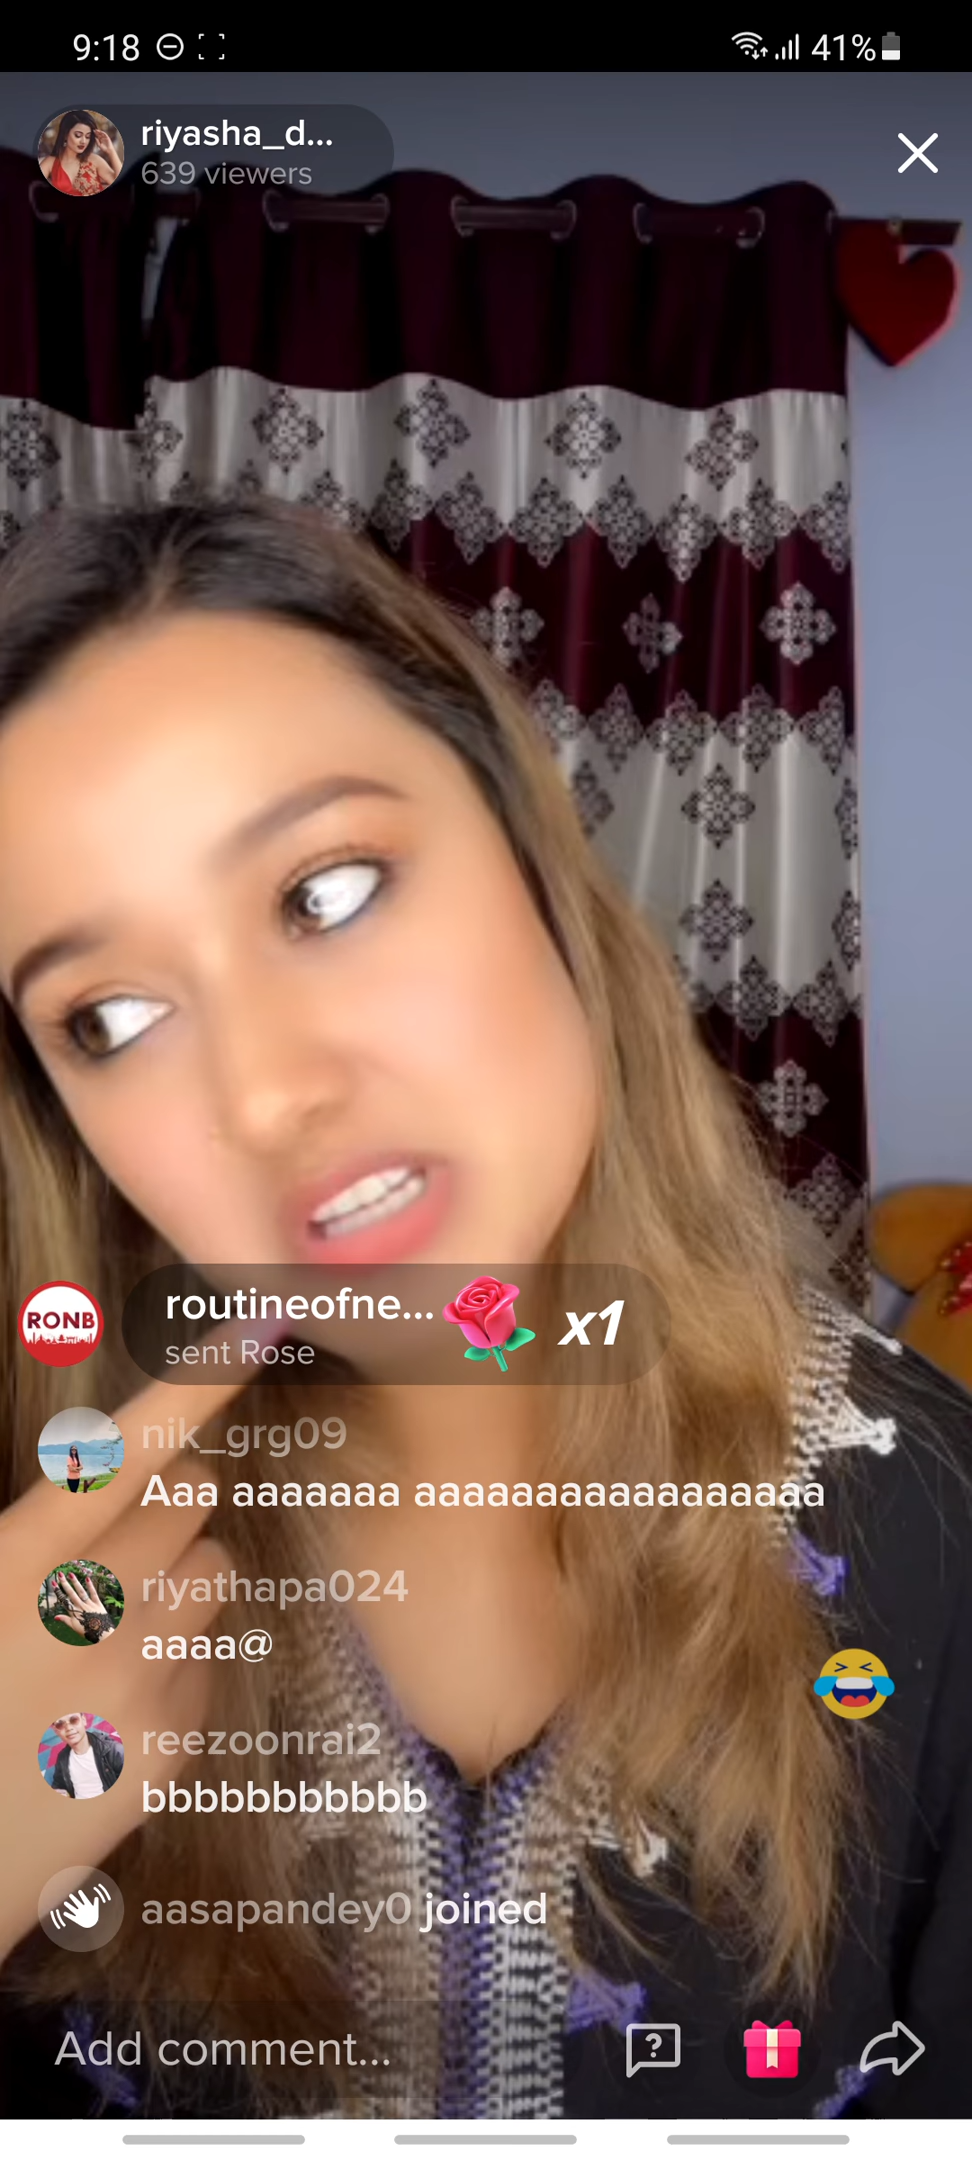 9:18
41%
riyasha_d...
639 viewers
RONB
routineofne...
x1
sent Rose
nik_grg09
Aaa aaaaaaa aaaaaaaaaaaaaaaaa
riyathapa024
aaaa@
reezoonrai2
bbbbbbbbbbb
aasapandey0 joined
Add comment...
?